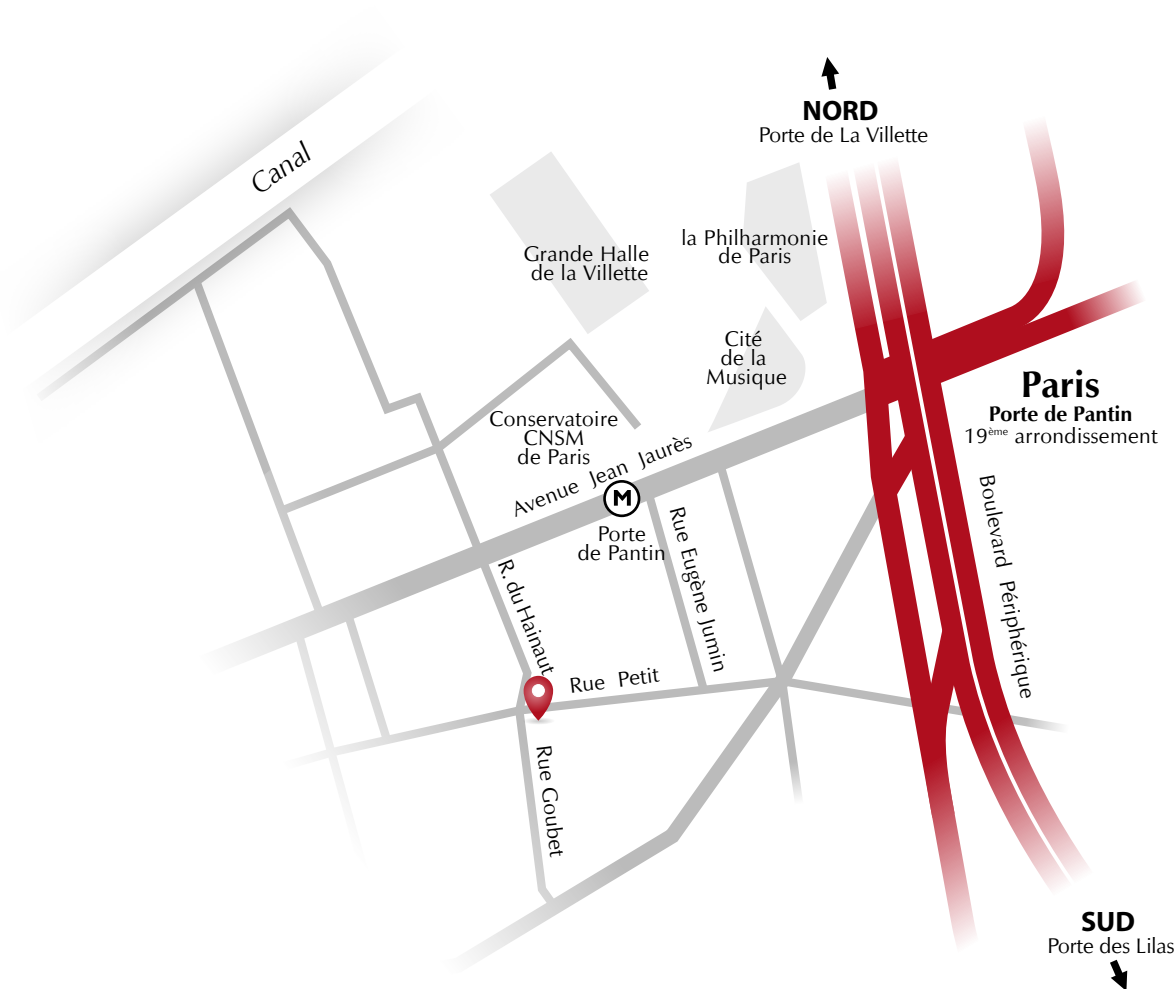 NORD
Porte de La Villette
Canal
la Philharmonie
de Paris
Grande Halle
de la Villette
Cité
de la
Musique
Paris
Porte de Pantin
19ème arrondissement
Conservatoire
CNSM
de Paris
Avenue Jean Jaurès
M
Porte
de Pantin
Rue Eugène Jumin
Boulevard Périphérique
R. du Hainaut
Rue Petit
Rue Goubet
SUD
Porte des Lilas